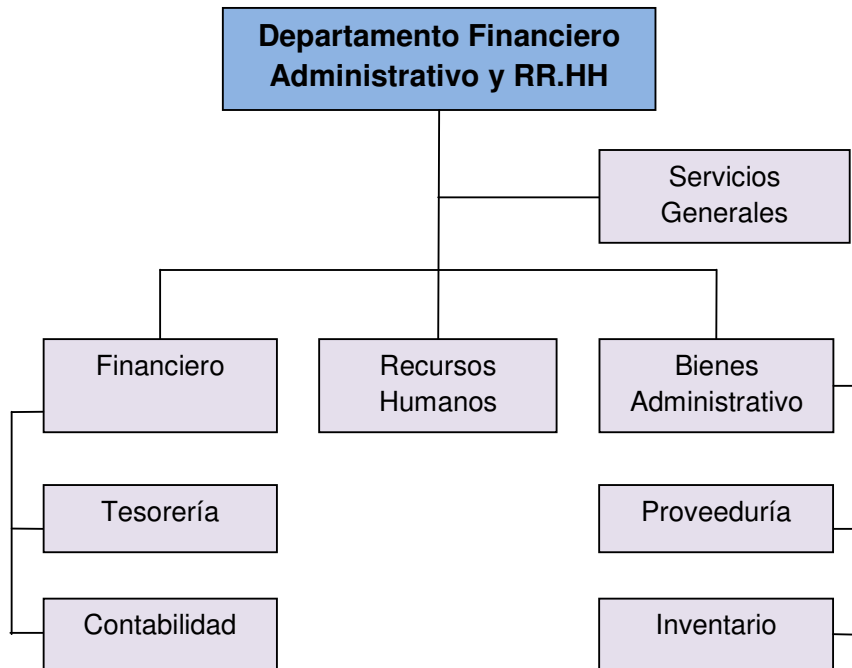 Departamento Financiero
Administrativo y RR.HH
Servicios
Generales
Financiero
Recursos
Humanos
Bienes
Administrativo
Tesorería
Proveeduría
Contabilidad
Inventario